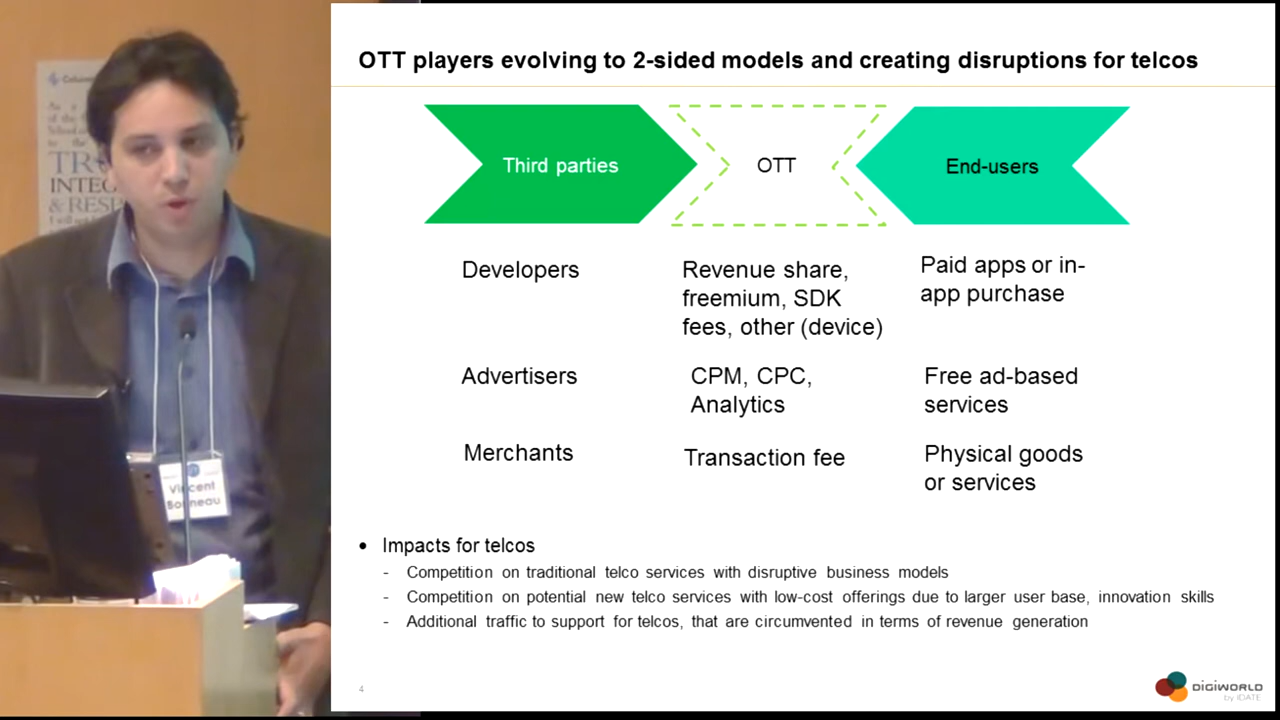 OTT players evolving to 2-sided models and creating disruptions for telcos
Third parties
OTT
End-users
Developers
Revenue share,
freemium, SDK
fees, other (device)
Paid apps or in-
app purchase
Advertisers
CPM, CPC,
Analytics
Free ad-based
services
Merchants
Transaction fee
Physical goods
or services
• Impacts for telcos
- Competition on traditional telco services with disruptive business models
- Competition on potential new telco services with low-cost offerings due to larger user base, innovation skills
- Additional traffic to support for telcos, that are circumvented in terms of revenue generation
4
DIGIWORLD
by IDATE
INTEG
& RESP
Vincent